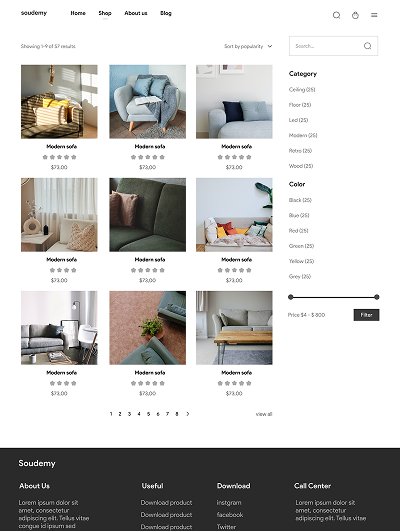 soudemy
Home Shop About us Blog
Showing 1-9 of 57 results
Sort by popularity
Search...
Modern sofa
$73,00
Modern sofa
$73,00
Modern sofa
$73,00
Modern sofa
$73,00
Modern sofa
$73,00
Modern sofa
$73,00
Modern sofa
$73,00
Modern sofa
$73,00
Modern sofa
$73,00
1 2 3 4 5 6 7 8
view all
Category
Ceiling (25)
Floor (25)
Led (25)
Modern (25)
Retro (25)
Wood (25)
Color
Black (25)
Blue (25)
Red (25)
Green (25)
Yellow (25)
Grey (25)
Price $4 - $ 800
Filter
Soudemy
About Us
Lorem ipsum dolor sit
amet, consectetur
adipiscing elit. Tellus vitae
congue id ipsum sed
Useful
Download product
Download product
Download product
Download
instgram
facebook
Twitter
Call Center
Lorem ipsum dolor sit
amet, consectetur
adipiscing elit. Tellus vitae